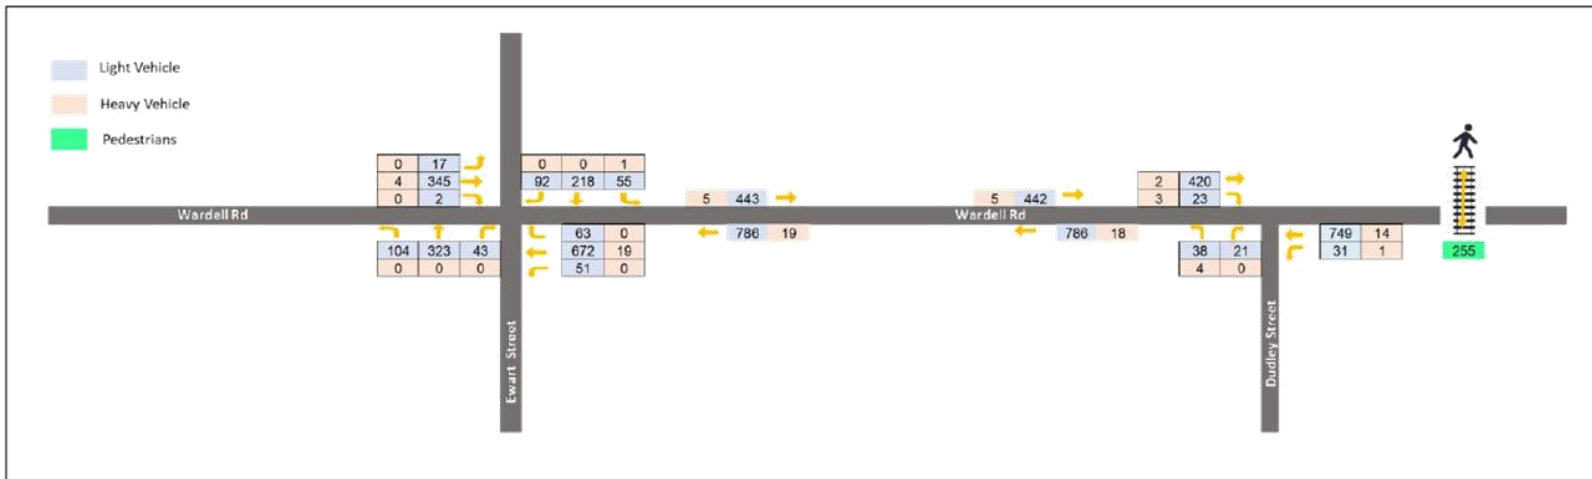 Light Vehicle
Heavy Vehicle
Pedestrians
0 17
4 345
0 2
0 0 1
92 218 55
5 443
5 442
2 420
3 23
Wardell Rd
Wardell Rd
104 323 43
0 0 0
63 0
672 19
51 0
786 19
786 18
38 21
4 0
749 14
31 1
255
Ewart Street
Dudley Street